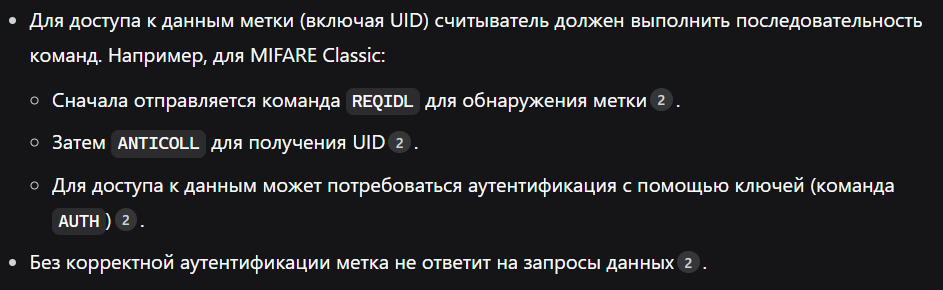 • Для доступа к данным метки (включая UID) считыватель должен выполнить последовательность
команд. Например, для MIFARE Classic:
○ Сначала отправляется команда REQIDL для обнаружения метки 2 .
○ Затем ANTICOLL для получения UID 2 .
○ Для доступа к данным может потребоваться аутентификация с помощью ключей (команда
AUTH ) 2 .
• Без корректной аутентификации метка не ответит на запросы данных 2 .